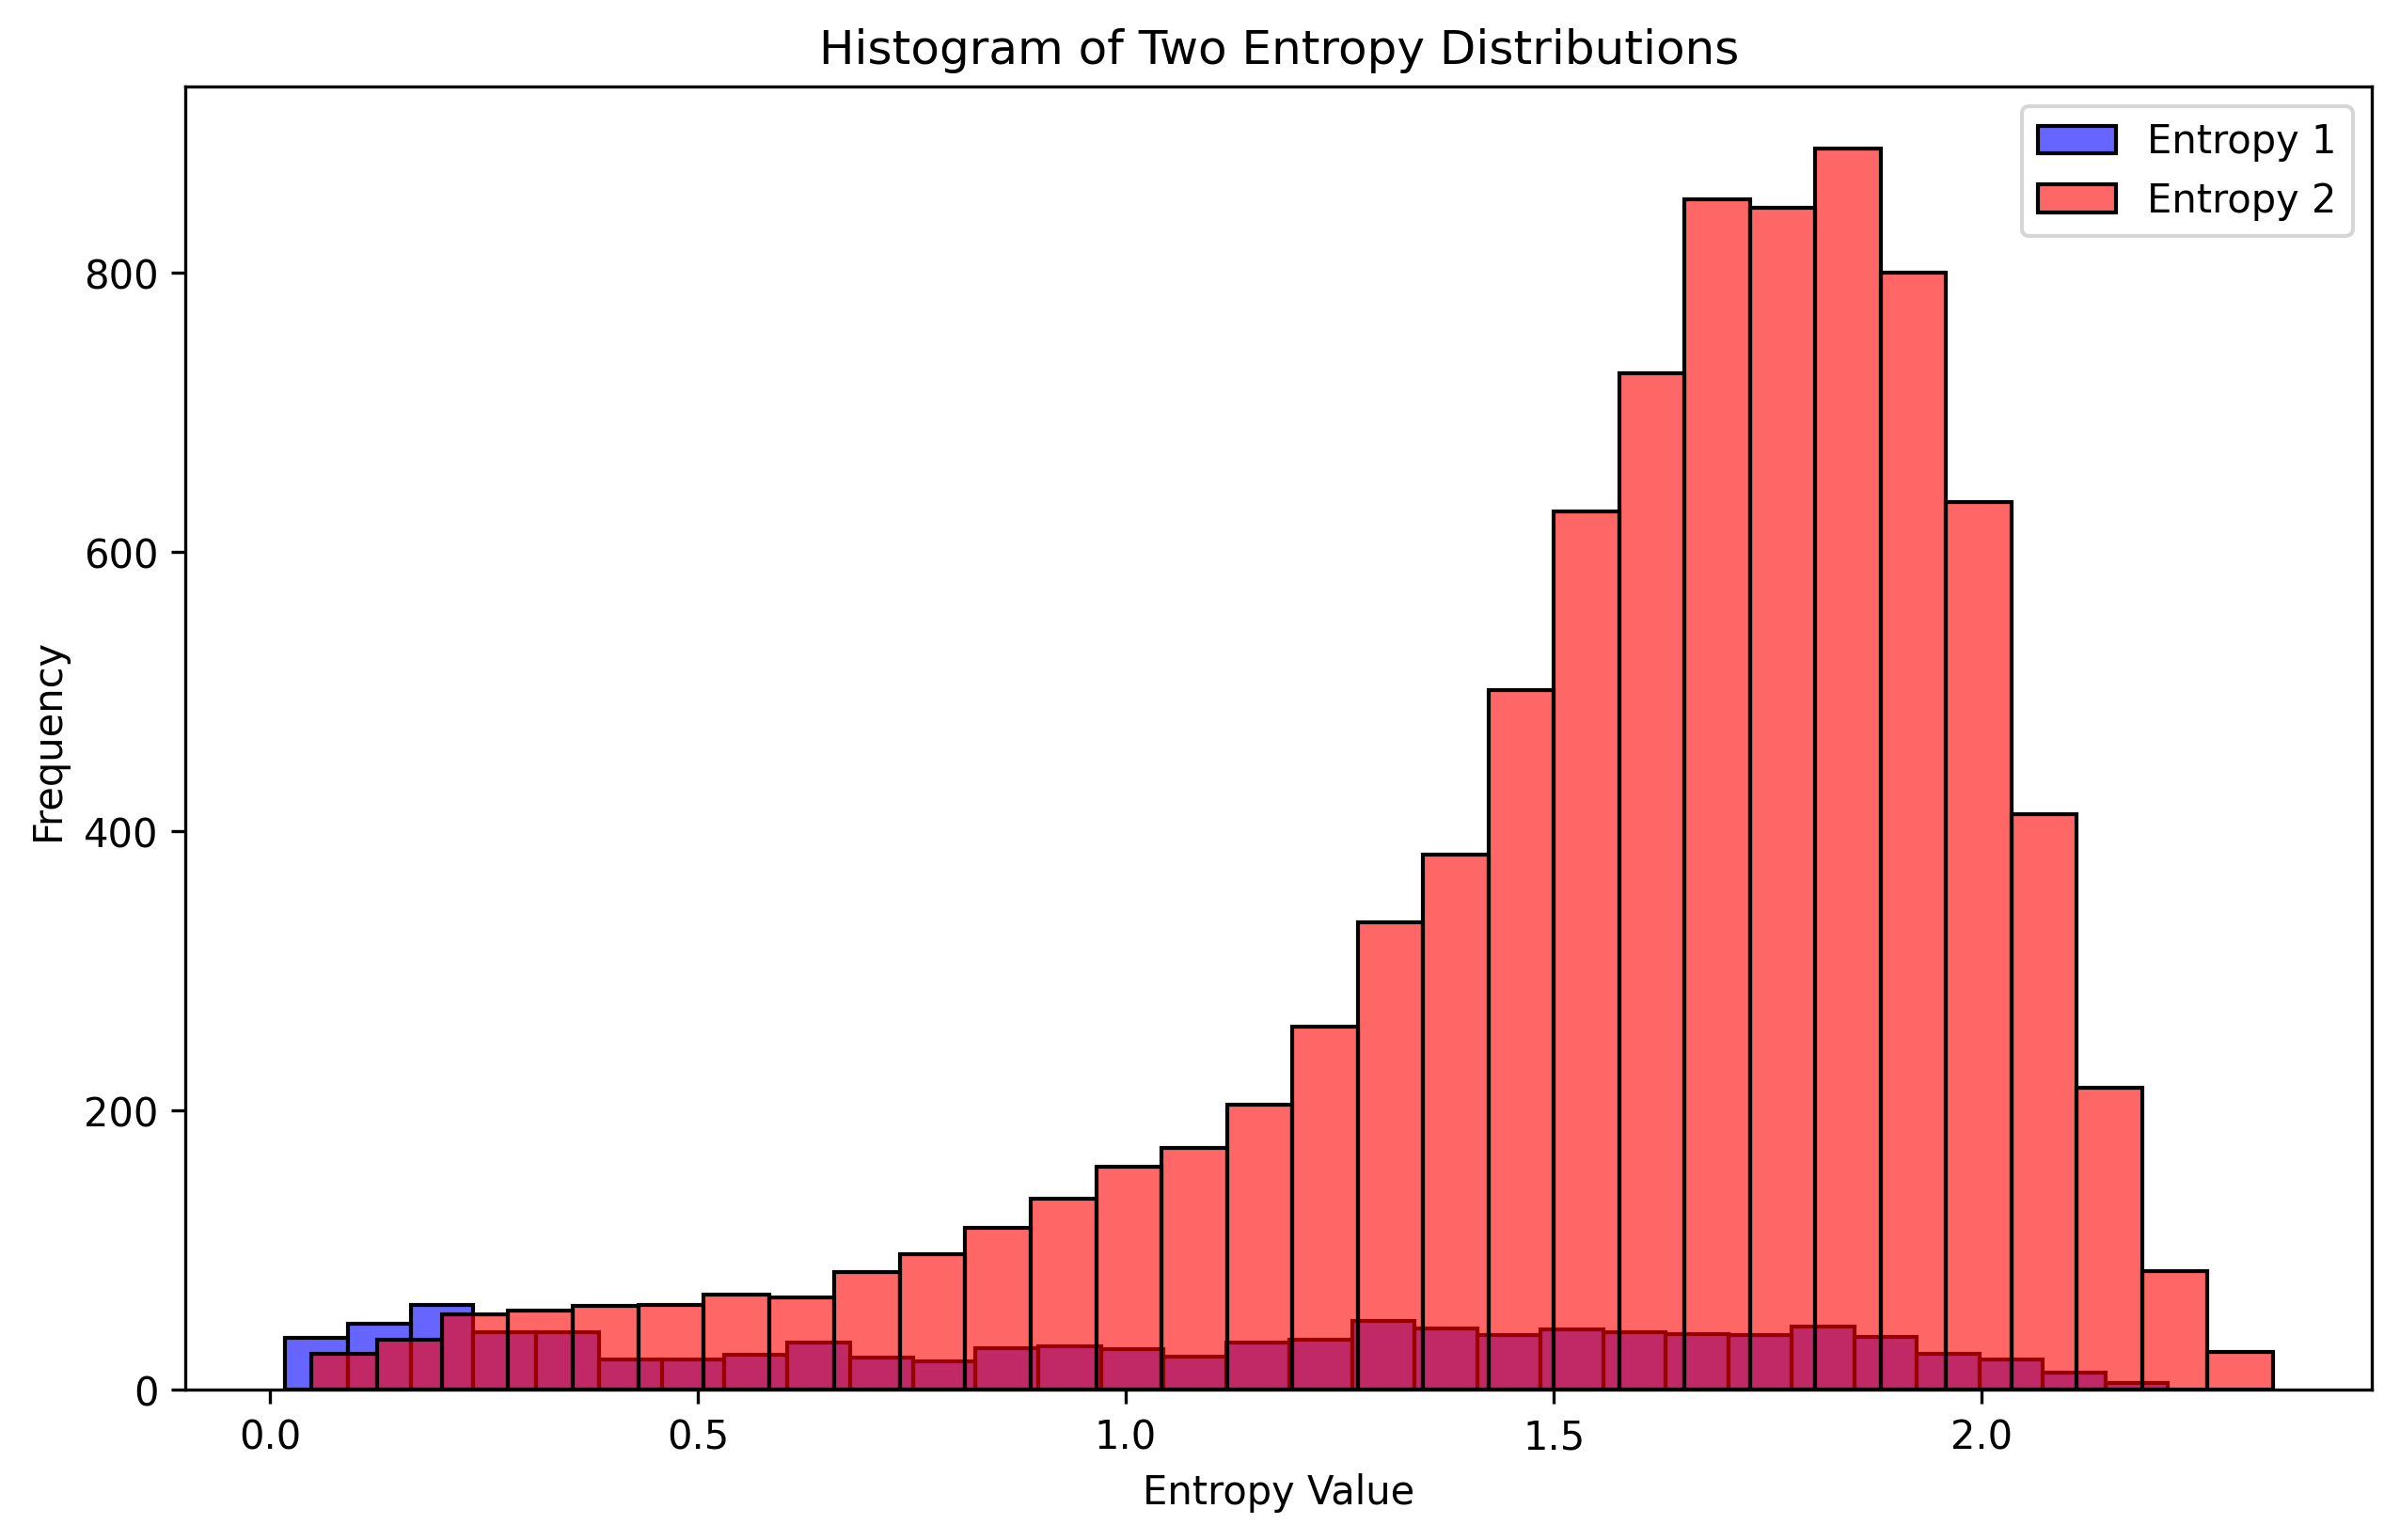 Histogram of Two Entropy Distributions
Entropy 1
Entropy 2
Frequency
800
600
400
200
0
0.0 0.5 1.0 1.5 2.0
Entropy Value